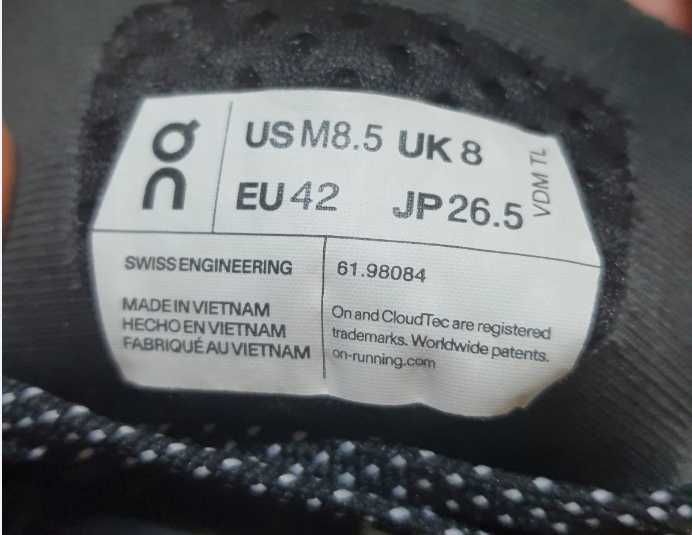 on
US M8.5 UK 8
EU 42 JP 26.5
VDM TL
SWISS ENGINEERING
61.98084
MADE IN VIETNAM
HECHO EN VIETNAM
FABRIQUÉ AU VIETNAM
On and CloudTec are registered
trademarks. Worldwide patents.
on-running.com